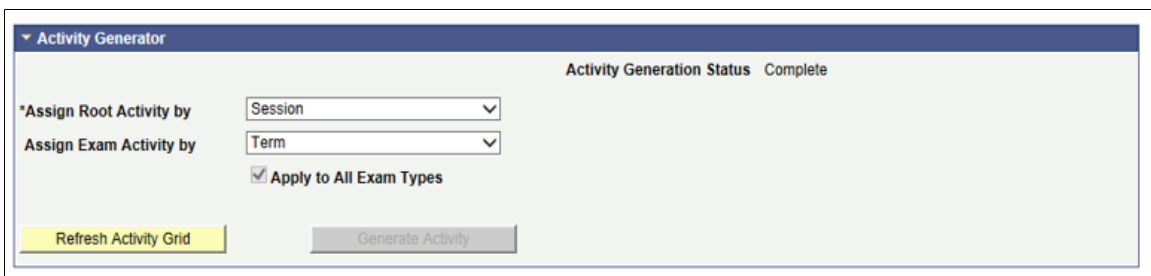 Activity Generator
Activity Generation Status Complete
*Assign Root Activity by Session
Assign Exam Activity by Term
Apply to All Exam Types
Refresh Activity Grid Generate Activity